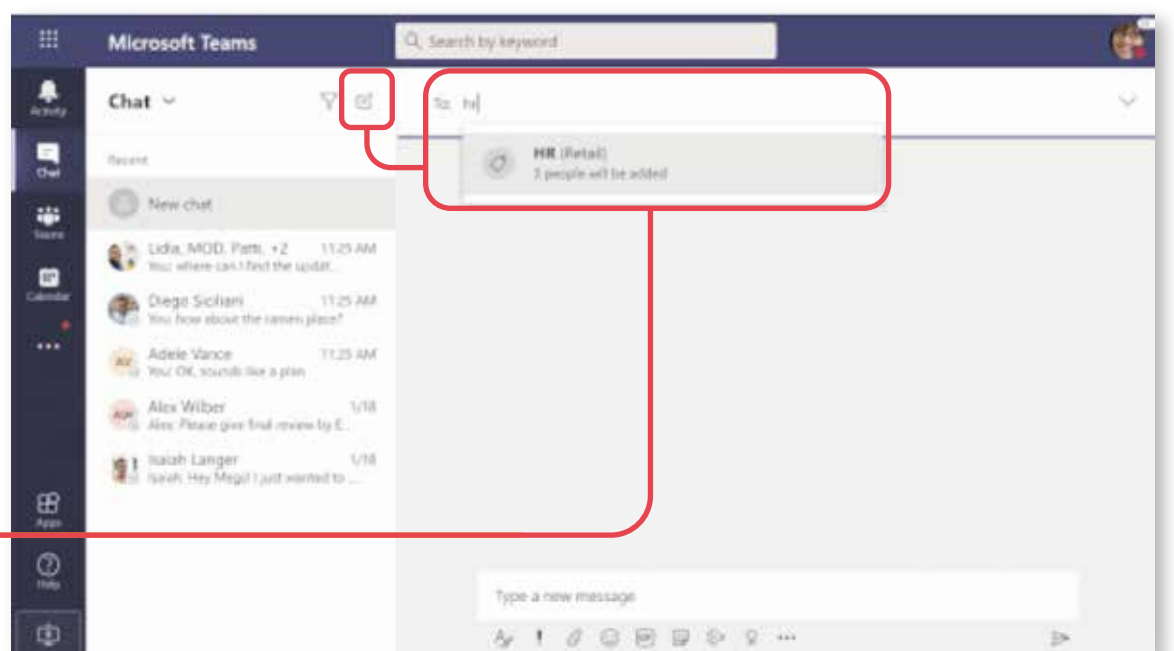 Microsoft Teams
Search by keyword
Activity
Chat
Teams
Calendar
Apps
Help
Chat
Recent
New chat
Lidia, MOD, Patti, +2 11:25 AM
You: where can I find the updat...
Diego Siciliani 11:25 AM
You: how about the ramen place?
AV
Adele Vance 11:25 AM
You: OK, sounds like a plan
AW
Alex Wilber 1/18
Alex: Please give final review by E...
Isaiah Langer 1/18
Isaiah: Hey Megs! I just wanted to ...
To: hr
HR (Retail)
3 people will be added
Type a new message
GIF